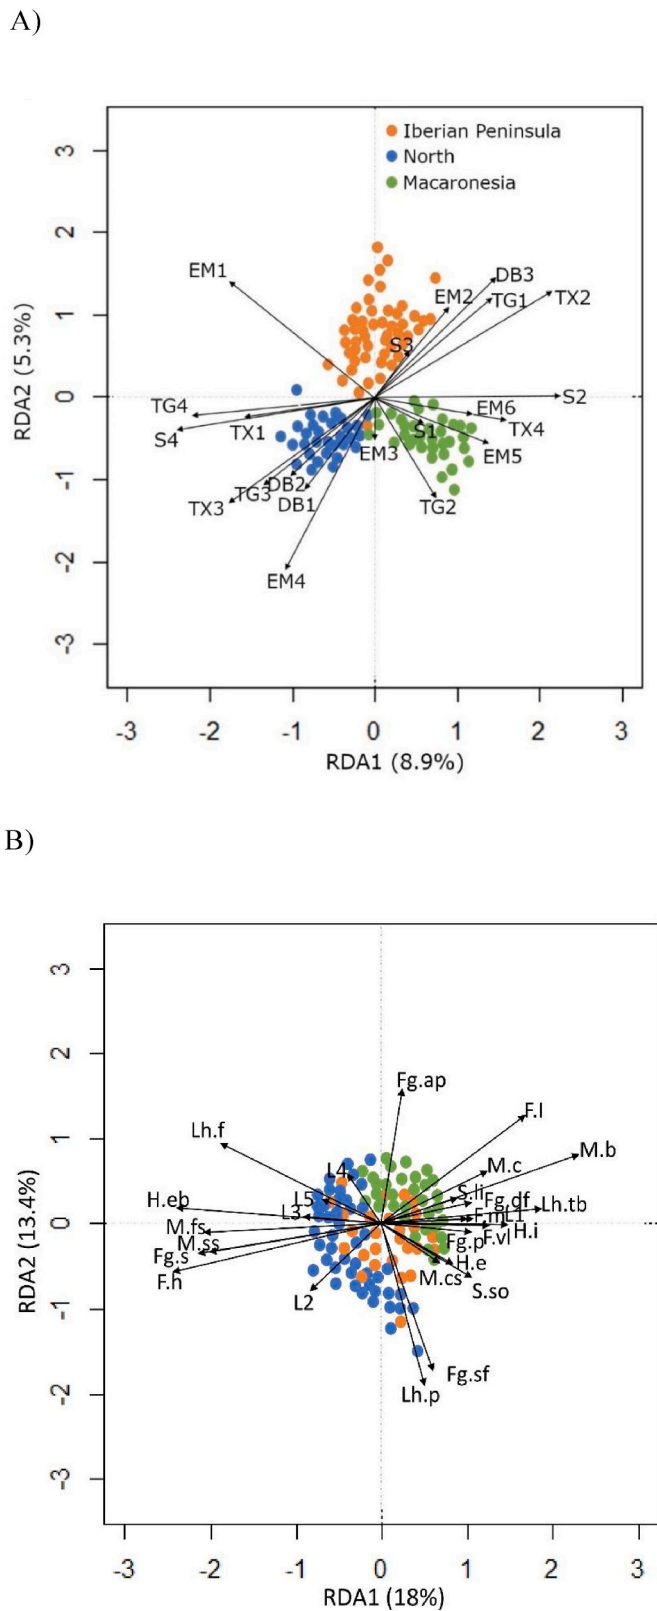 A)
Iberian Peninsula
North
Macaronesia
3
2
1
0
-1
-2
-3
RDA2 (5.3%)
EM1
DB3
EM2
TG1
TX2
S3
S2
TG4
EM6
S4
TX1
S1
TX4
EM3
EM5
DB2
TG3
DB1
TX3
TG2
EM4
-3 -2 -1 0 1 2 3
RDA1 (8.9%)
B)
3
2
1
0
-1
-2
-3
RDA2 (13.4%)
Fg.ap
F.l
Lh.f
M.b
L4
M.c
S.li
H.eb
L5
Fg.df
Lh.tb
L3
F.m
L1
M.fs
H.i
M.ss
Fg.p
F.vl
Fg.s
H.e
F.h
M.cs
L2
S.so
Fg.sf
Lh.p
-3 -2 -1 0 1 2 3
RDA1 (18%)